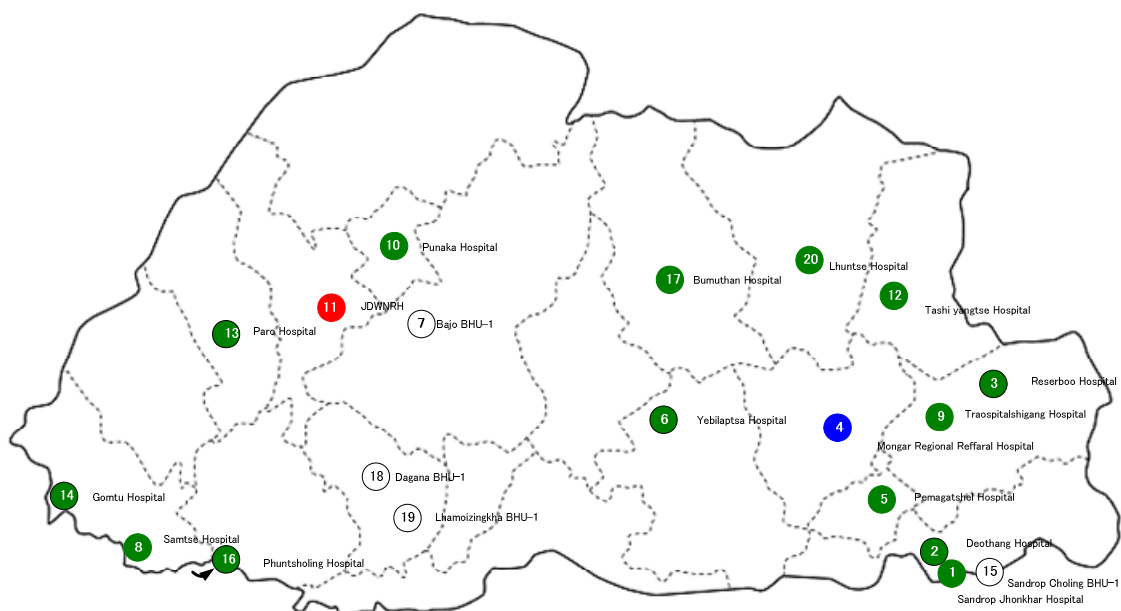 10 Punaka Hospital
20 Lhuntse Hospital
17 Bumuthan Hospital
12 Tashi yangtse Hospital
11 JDWNRH
7 Bajo BHU-1
13 Paro Hospital
3 Reserboo Hospital
9 Traospitalshigang Hospital
6 Yebilaptsa Hospital
4 Mongar Regional Reffaral Hospital
18 Dagana BHU-1
14 Gomtu Hospital
5 Pemagatshel Hospital
19 Lhamoizingkha BHU-1
8 Samtse Hospital
2 Deothang Hospital
16 Phuntsholing Hospital
15 Sandrop Choling BHU-1
1 Sandrop Jhonkhar Hospital